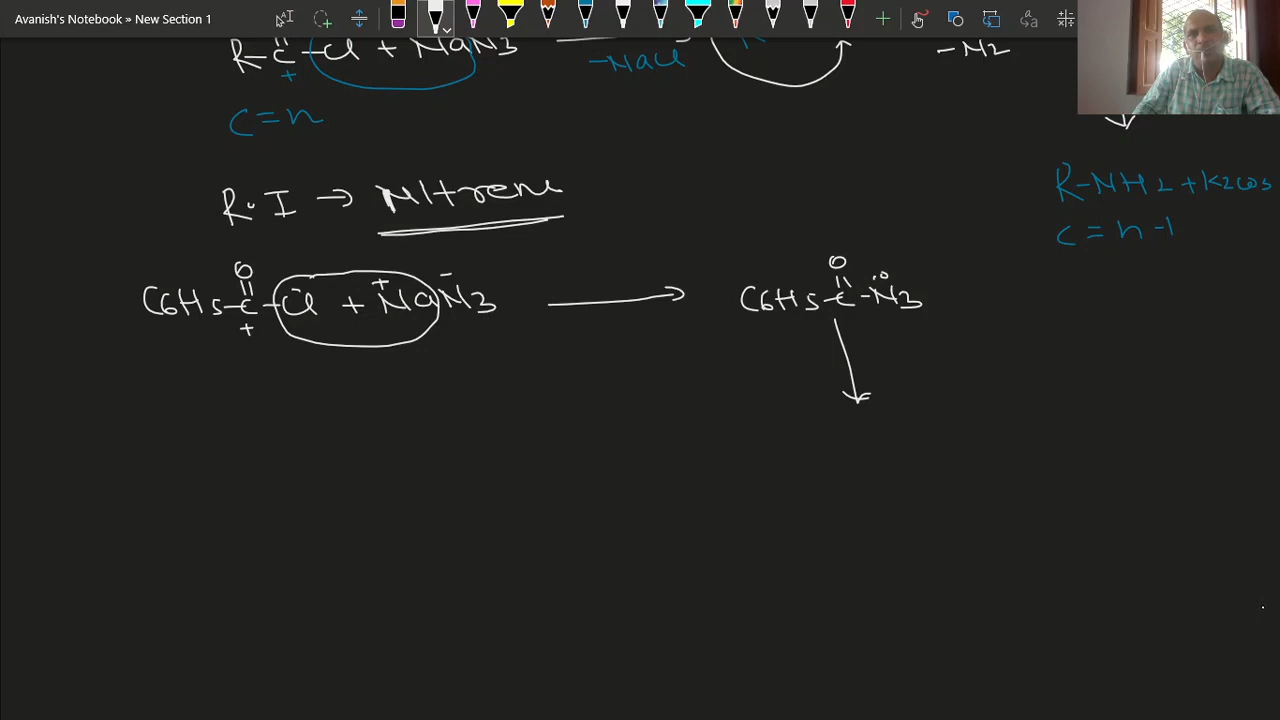 Avanish's Notebook » New Section 1
R-C-Cl + NaN3 -NaCl R -N2
+
C=n
R-NH2 + K2CO3
R.I → Nitrene
C = n-1
O + - O
C6H5-C-Cl + NaN3 → C6H5-C-N3
+